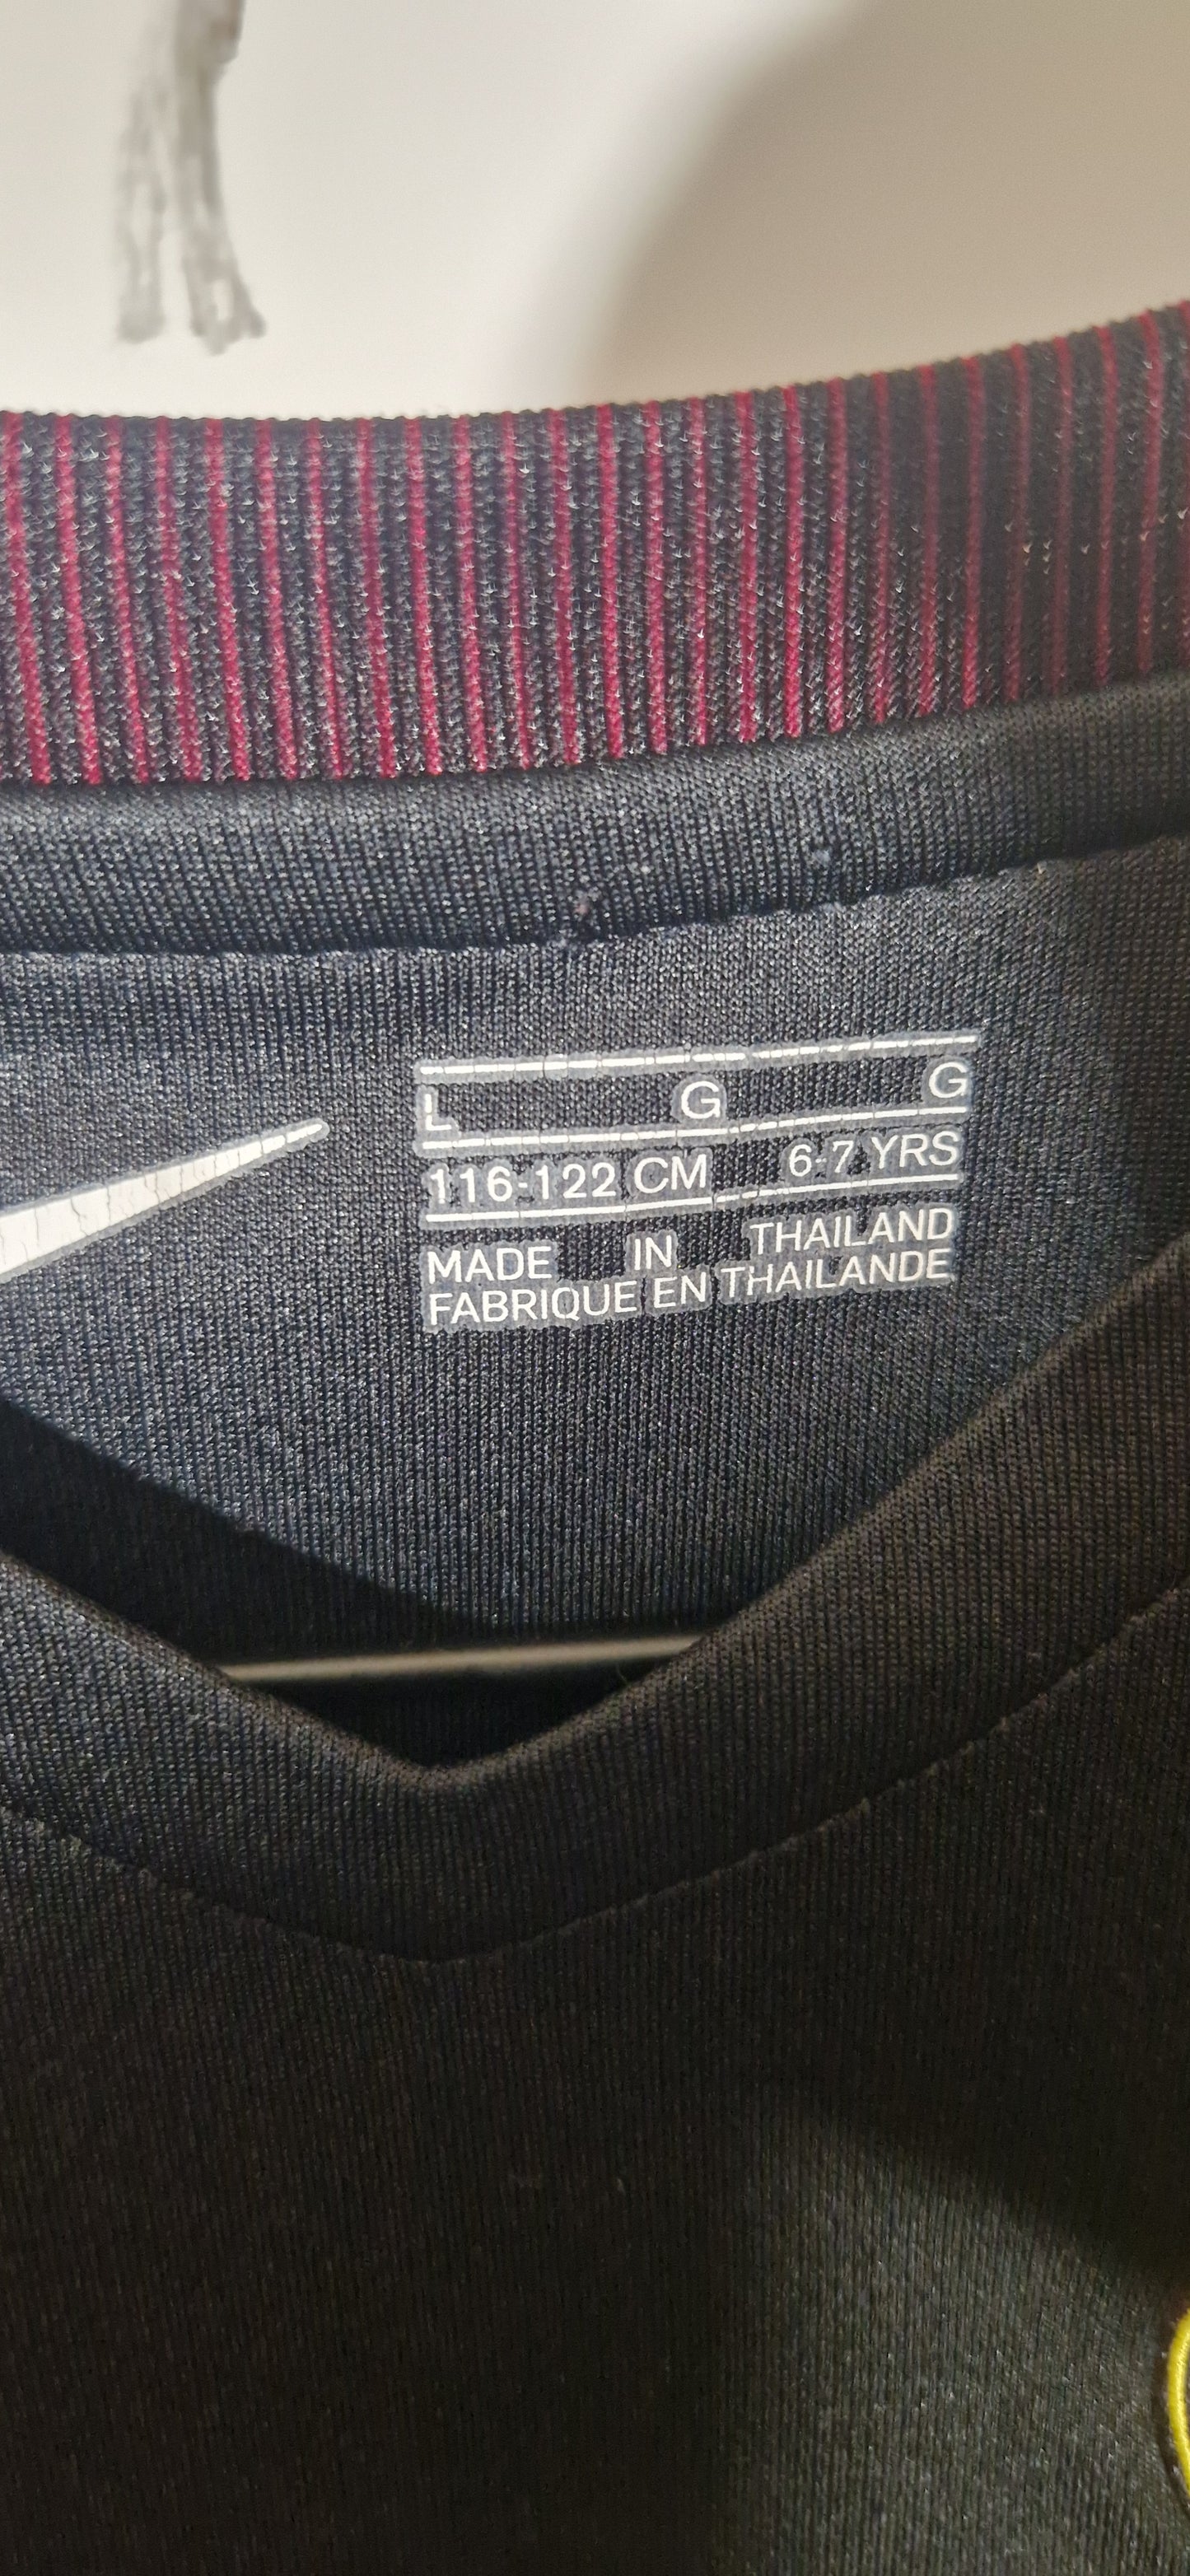 L G G
116-122 CM 6-7 YRS
MADE IN THAILAND
FABRIQUE EN THAILANDE